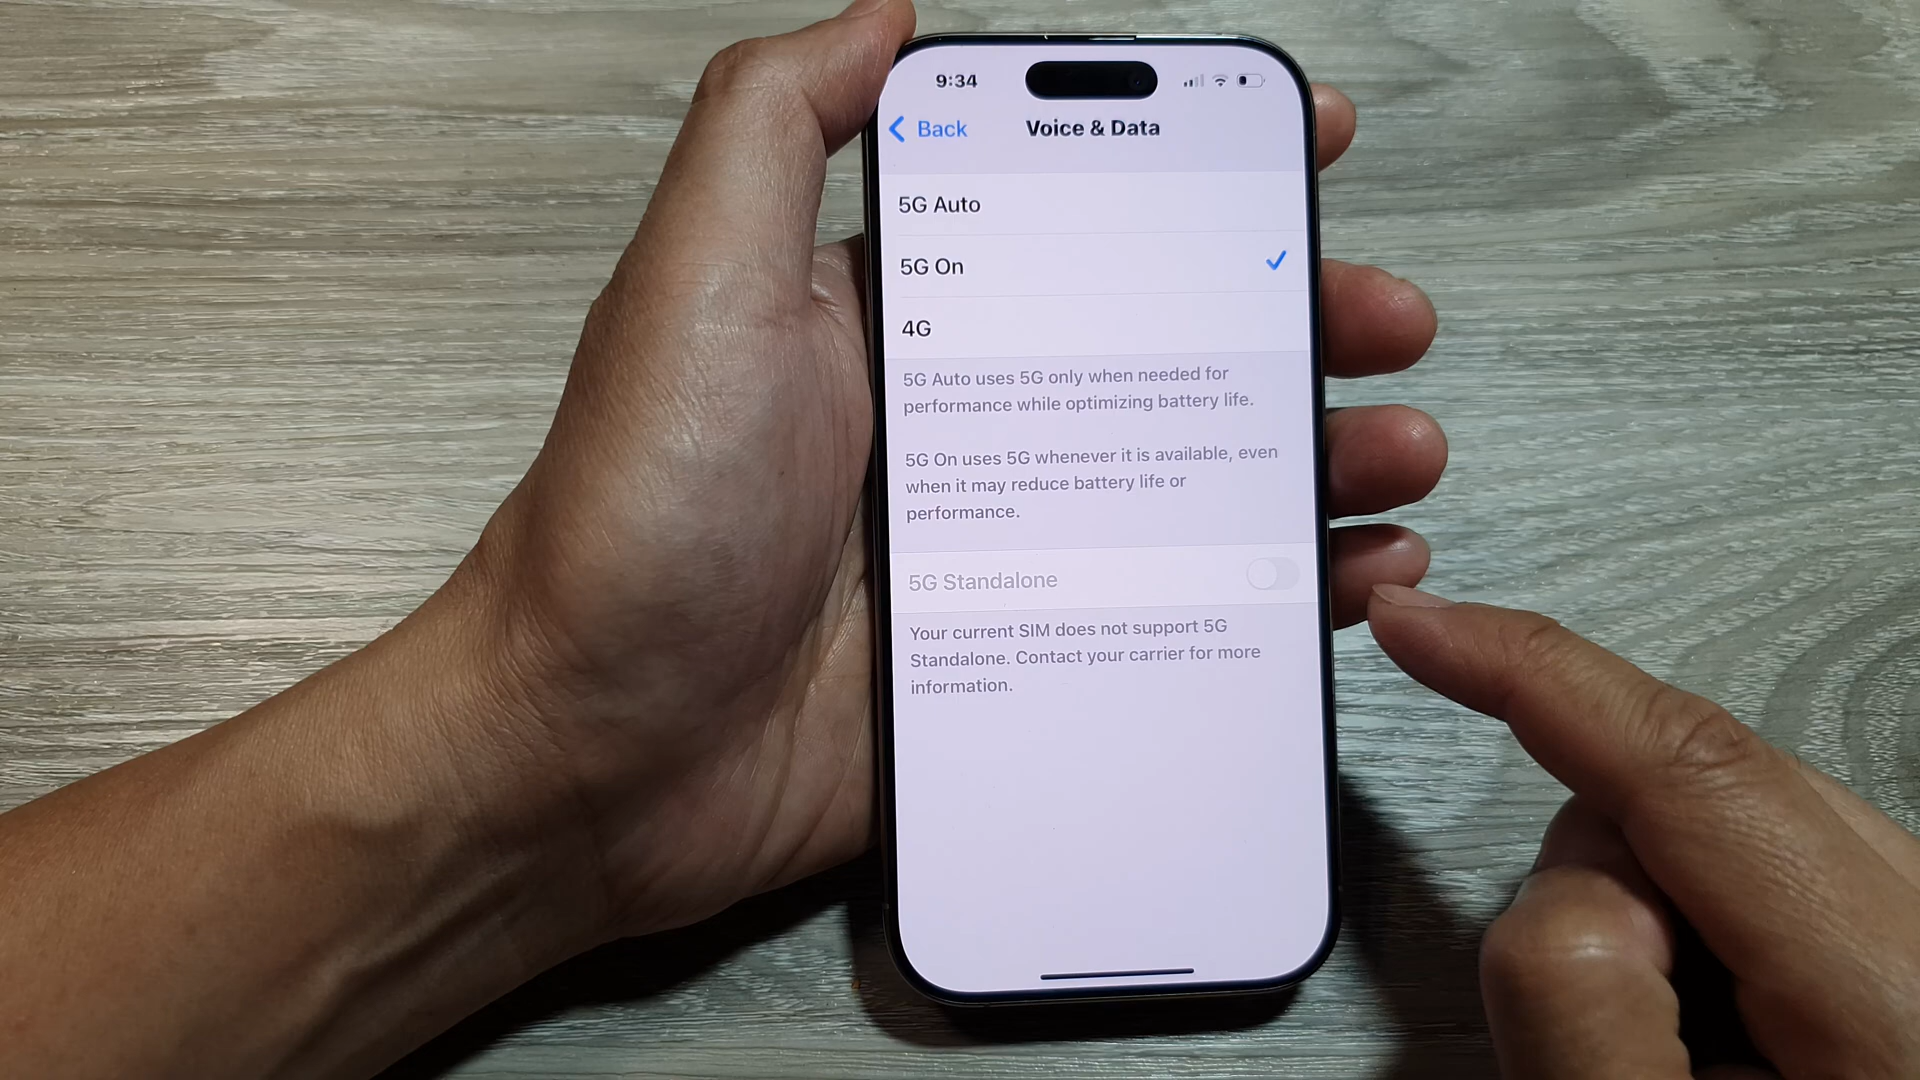 9:34
Back
Voice & Data
5G Auto
5G On
4G
5G Auto uses 5G only when needed for
performance while optimizing battery life.
5G On uses 5G whenever it is available, even
when it may reduce battery life or
performance.
5G Standalone
Your current SIM does not support 5G
Standalone. Contact your carrier for more
information.